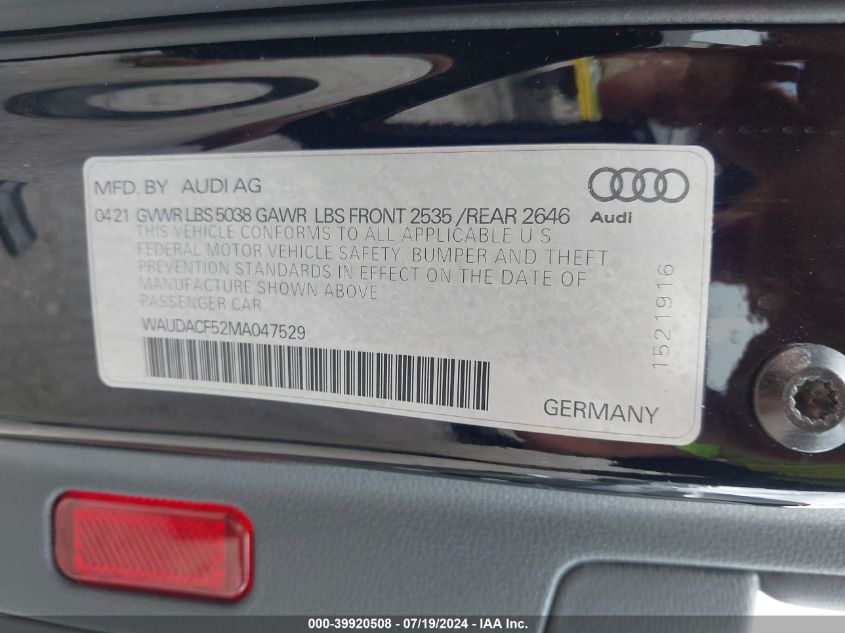 MFD. BY AUDI AG
0421 GVWR LBS 5038 GAWR LBS FRONT 2535 /REAR 2646
Audi
THIS VEHICLE CONFORMS TO ALL APPLICABLE U S
FEDERAL MOTOR VEHICLE SAFETY, BUMPER AND THEFT
PREVENTION STANDARDS IN EFFECT ON THE DATE OF
MANUFACTURE SHOWN ABOVE
PASSENGER CAR
WAUDACF52MA047529
1521916
GERMANY
000-39920508 - 07/19/2024 - IAA Inc.